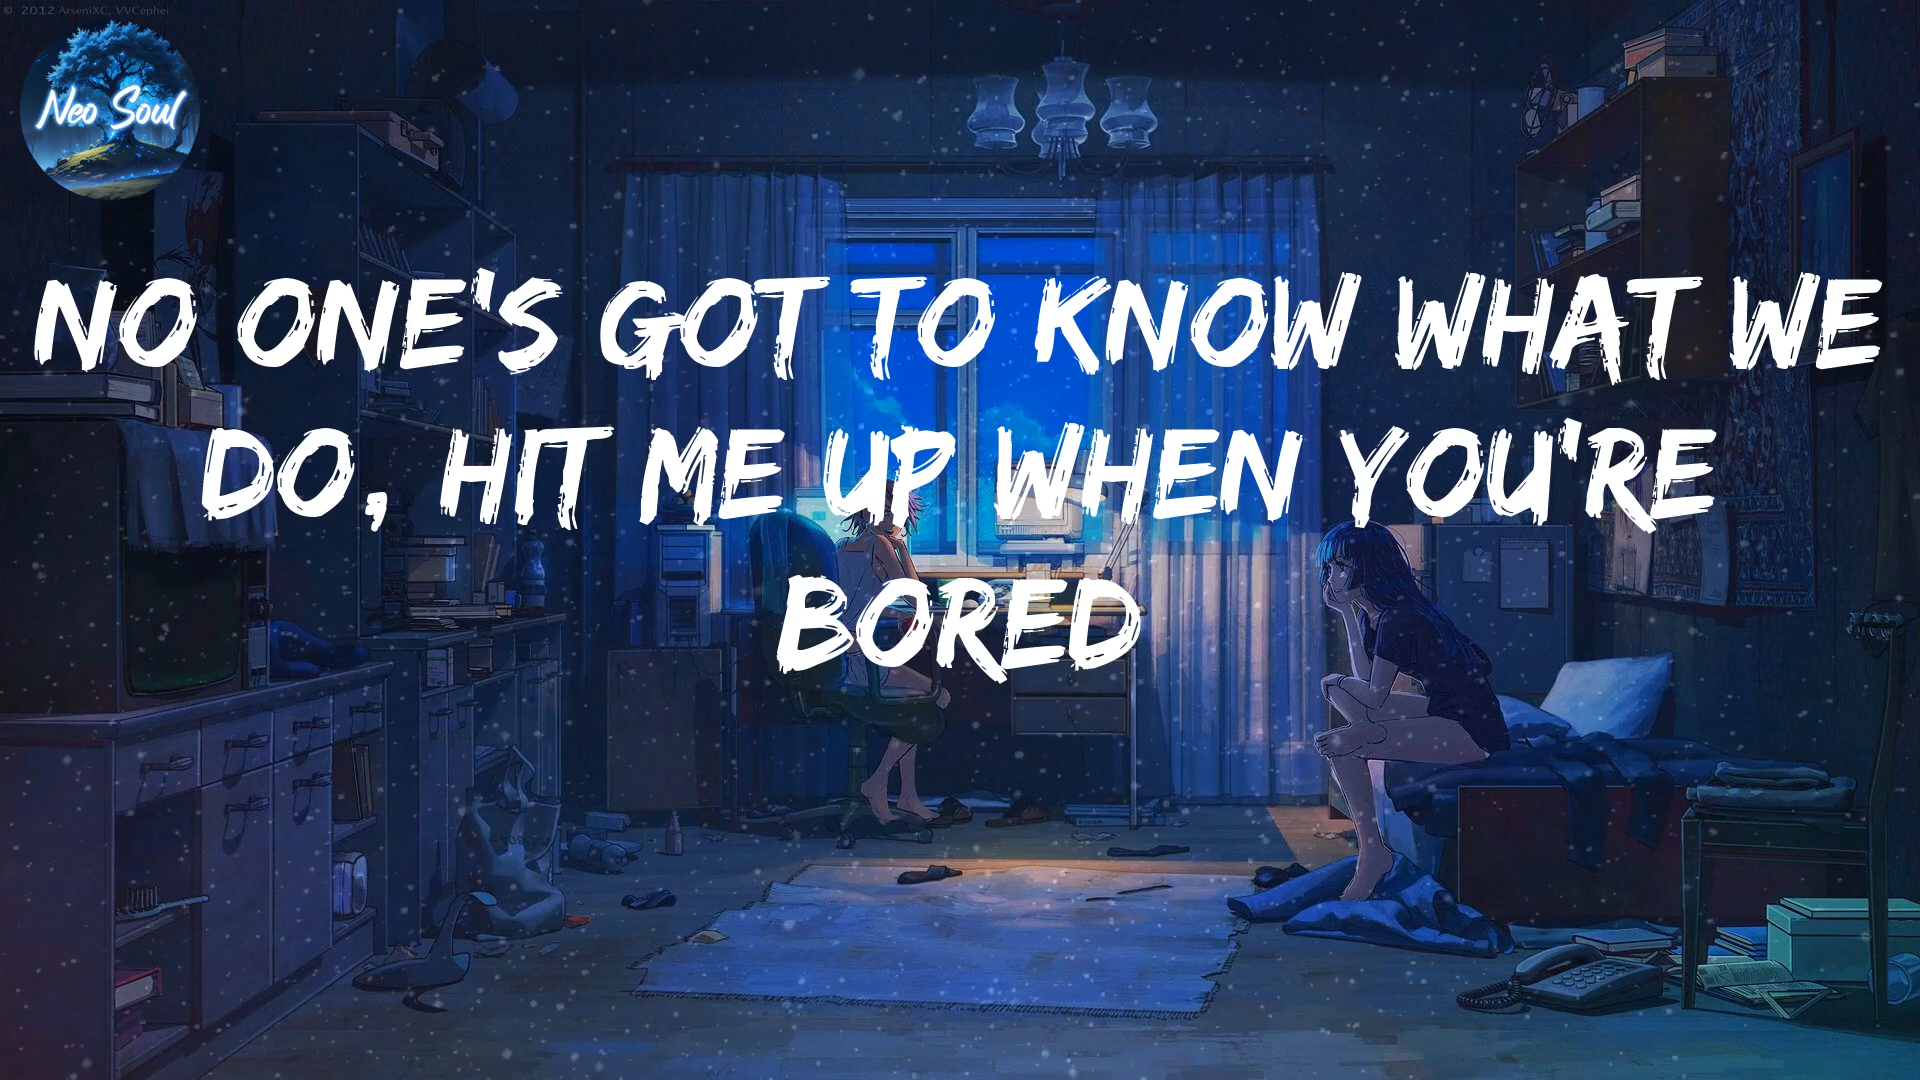 © 2012 ArseniXC, VVCephei
Neo Soul
NO ONE'S GOT TO KNOW WHAT WE
DO, HIT ME UP WHEN YOU'RE
BORED